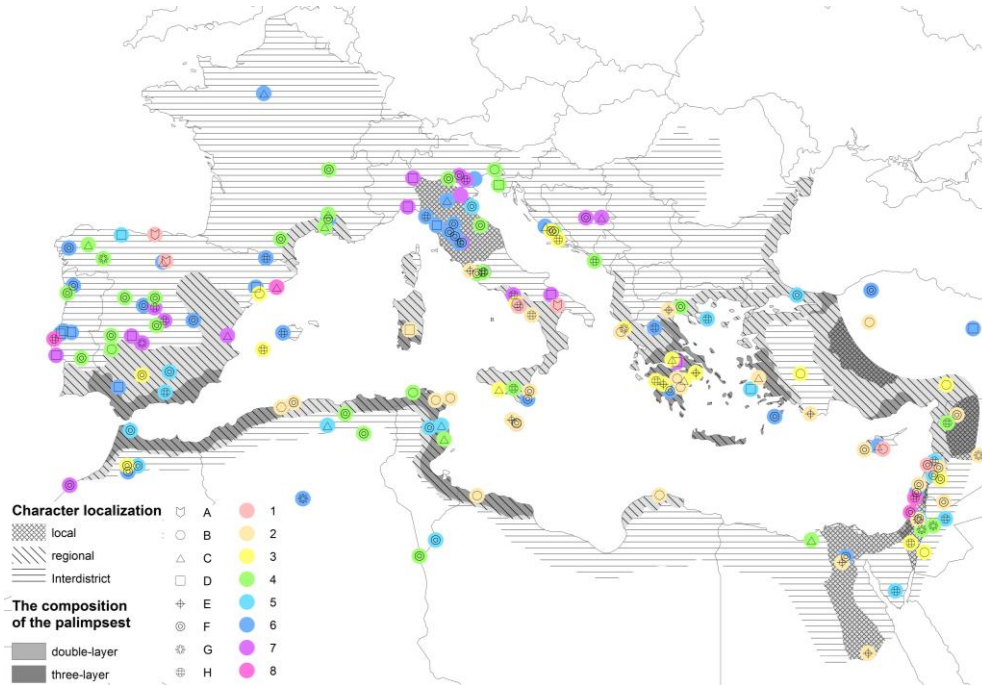 Character localization
local
regional
Interdistrict
The composition
of the palimpsest
double-layer
three-layer
A
B
C
D
E
F
G
H
1
2
3
4
5
6
7
8